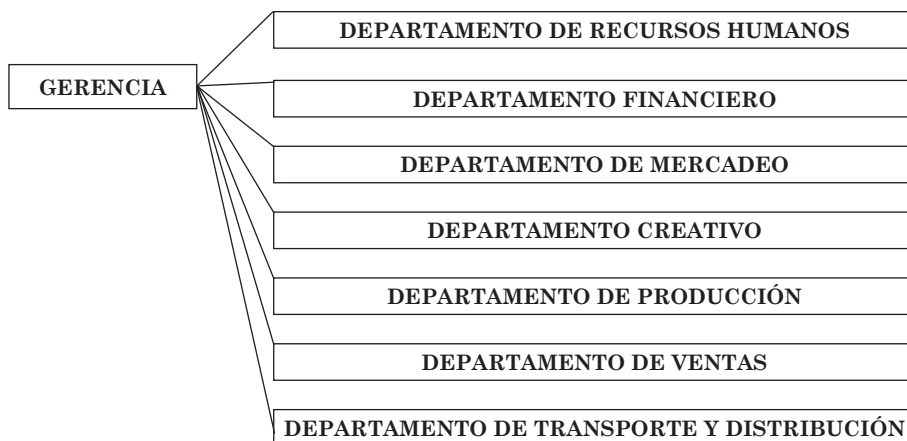 DEPARTAMENTO DE RECURSOS HUMANOS
GERENCIA
DEPARTAMENTO FINANCIERO
DEPARTAMENTO DE MERCADEO
DEPARTAMENTO CREATIVO
DEPARTAMENTO DE PRODUCCIÓN
DEPARTAMENTO DE VENTAS
DEPARTAMENTO DE TRANSPORTE Y DISTRIBUCIÓN